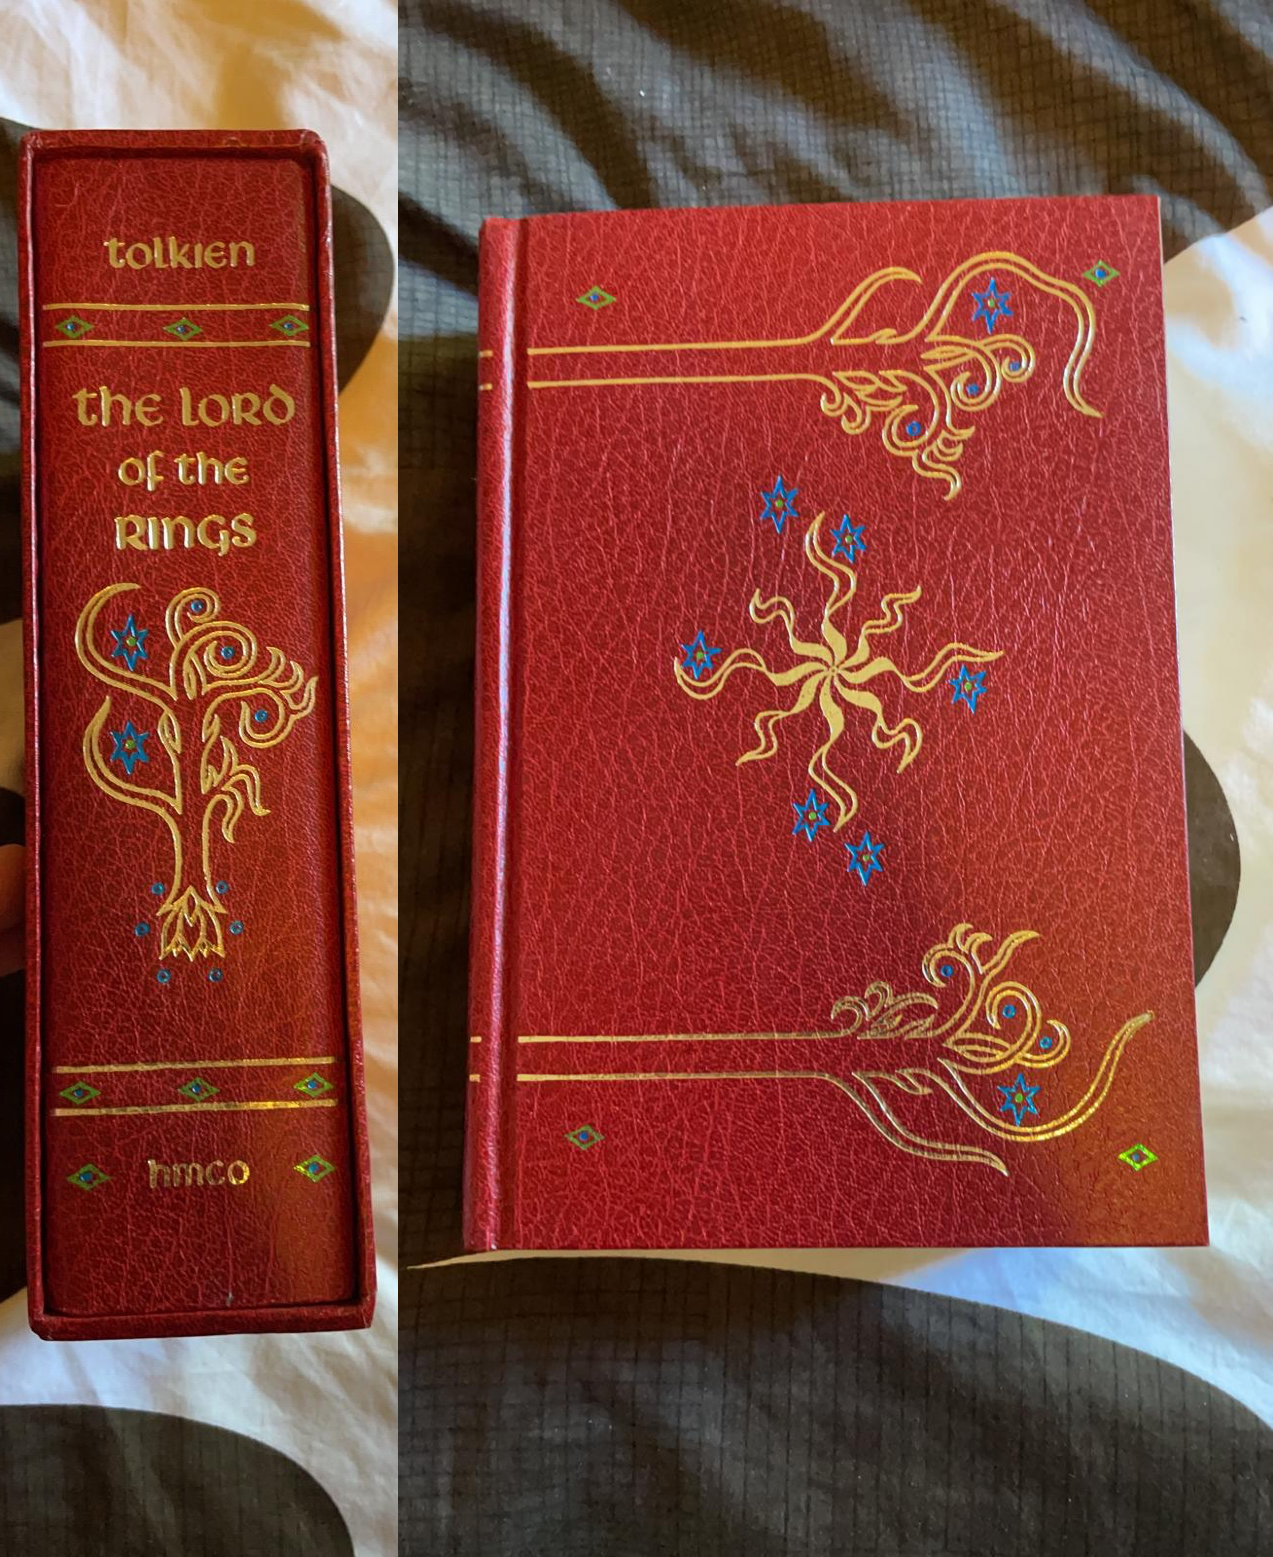 tolkien
the Lord
of the
Rings
hmco